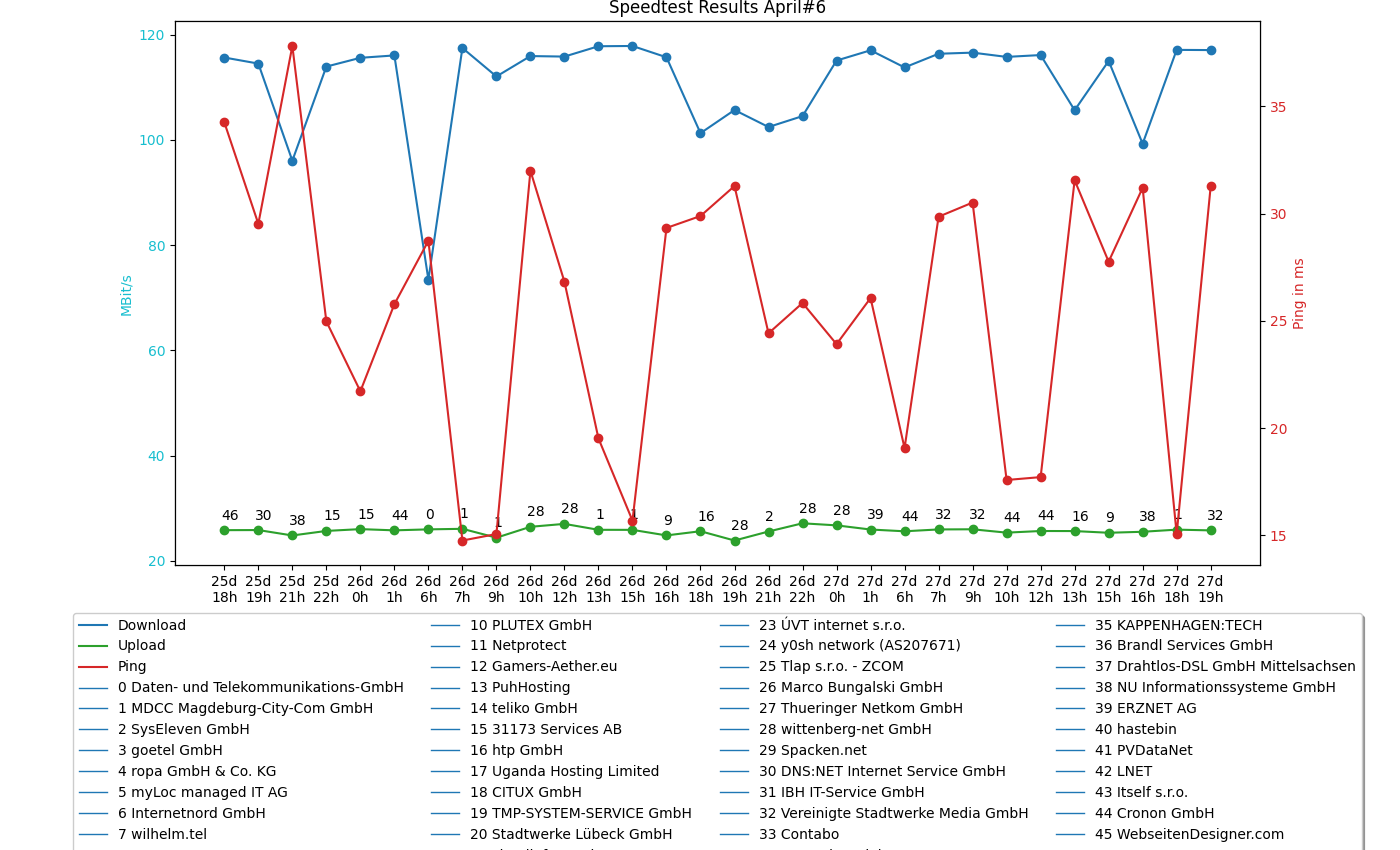 Speedtest Results April#6
120
100
80
60
40
20
MBit/s
35
30
25
20
15
Ping in ms
46 30 38 15 15 44 0 1 1 28 28 1 1 9 16 28 2 28 28 39 44 32 32 44 44 16 9 38 1 32
25d 25d 25d 25d 26d 26d 26d 26d 26d 26d 26d 26d 26d 26d 26d 26d 26d 26d 27d 27d 27d 27d 27d 27d 27d 27d 27d 27d 27d 27d
18h 19h 21h 22h 0h 1h 6h 7h 9h 10h 12h 13h 15h 16h 18h 19h 21h 22h 0h 1h 6h 7h 9h 10h 12h 13h 15h 16h 18h 19h
Download
Upload
Ping
0 Daten- und Telekommunikations-GmbH
1 MDCC Magdeburg-City-Com GmbH
2 SysEleven GmbH
3 goetel GmbH
4 ropa GmbH & Co. KG
5 myLoc managed IT AG
6 Internetnord GmbH
7 wilhelm.tel
10 PLUTEX GmbH
11 Netprotect
12 Gamers-Aether.eu
13 PuhHosting
14 teliko GmbH
15 31173 Services AB
16 htp GmbH
17 Uganda Hosting Limited
18 CITUX GmbH
19 TMP-SYSTEM-SERVICE GmbH
20 Stadtwerke Lübeck GmbH
23 ÚVT internet s.r.o.
24 y0sh network (AS207671)
25 Tlap s.r.o. - ZCOM
26 Marco Bungalski GmbH
27 Thueringer Netkom GmbH
28 wittenberg-net GmbH
29 Spacken.net
30 DNS:NET Internet Service GmbH
31 IBH IT-Service GmbH
32 Vereinigte Stadtwerke Media GmbH
33 Contabo
35 KAPPENHAGEN:TECH
36 Brandl Services GmbH
37 Drahtlos-DSL GmbH Mittelsachsen
38 NU Informationssysteme GmbH
39 ERZNET AG
40 hastebin
41 PVDataNet
42 LNET
43 Itself s.r.o.
44 Cronon GmbH
45 WebseitenDesigner.com